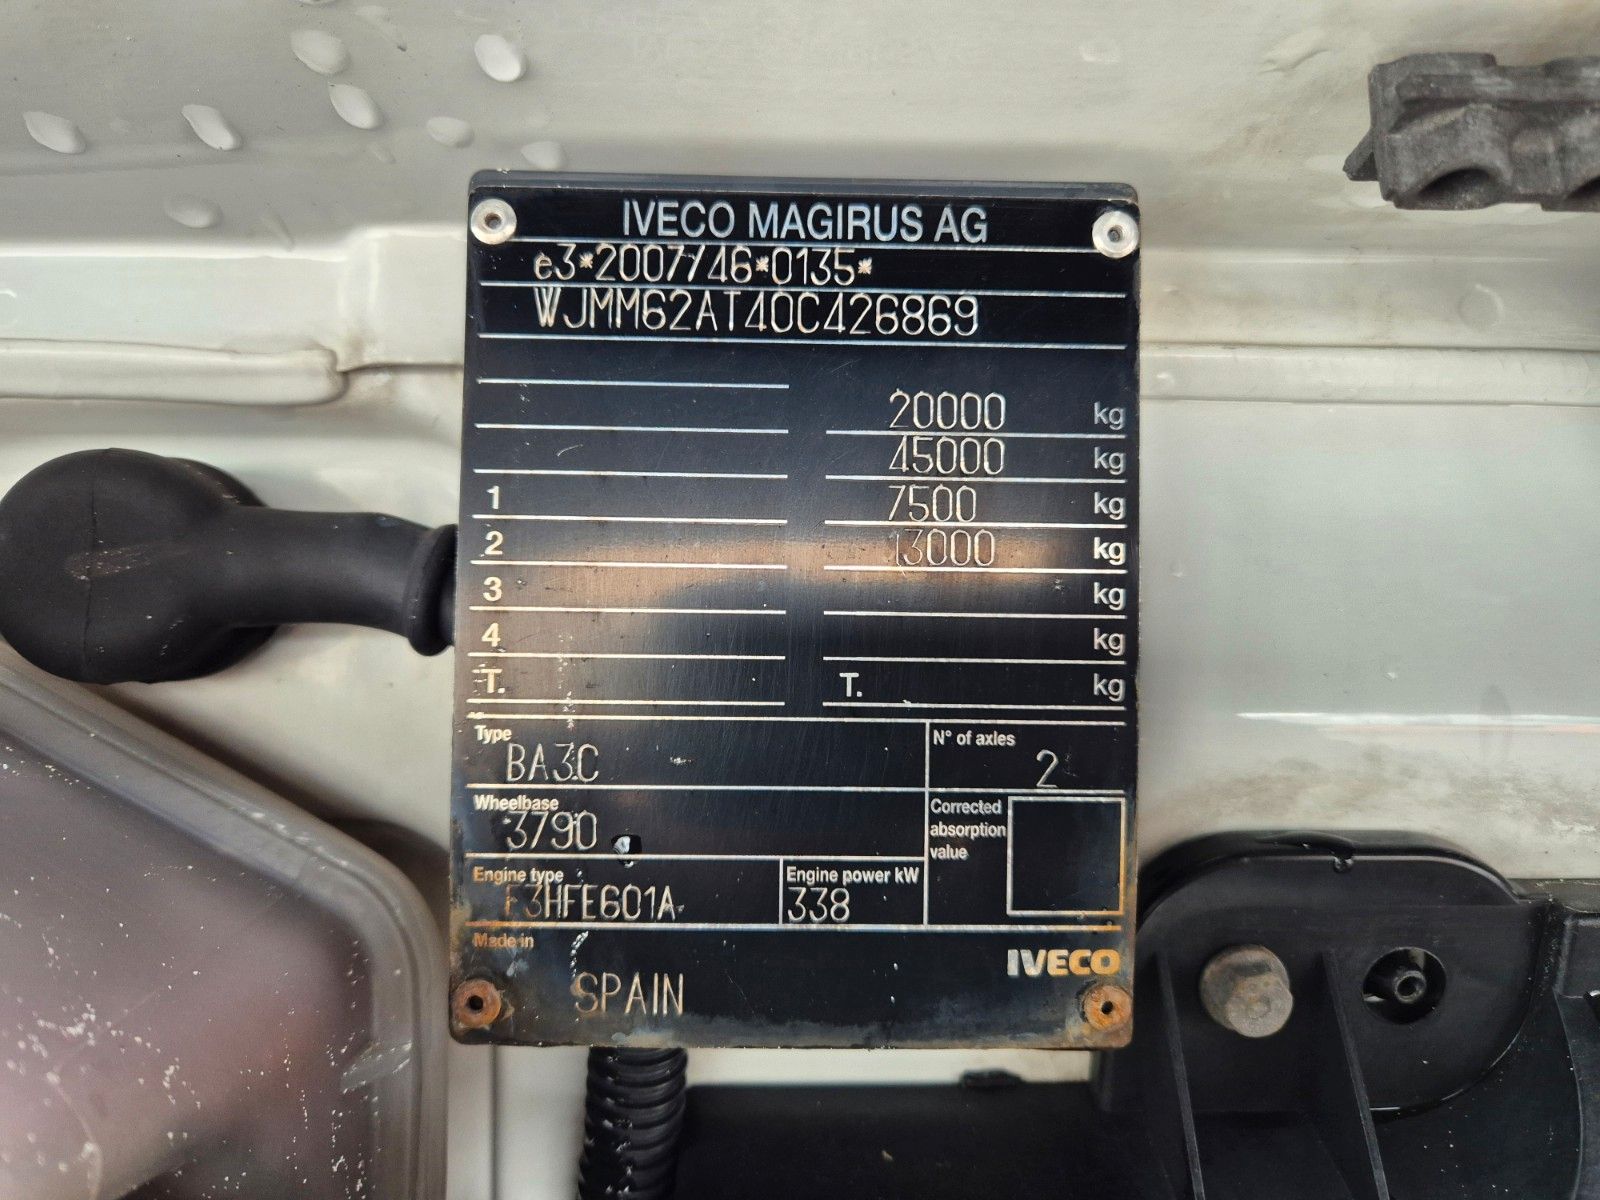 IVECO MAGIRUS AG
e3*2007/46*0135*
WJMM62AT40C426869
20000 kg
45000 kg
1 7500 kg
2 13000 kg
3 kg
4 kg
T. T. kg
Type
BA3C
N° of axles
2
Wheelbase
3790
Corrected
absorption
value
Engine type
F3HFE601A
Engine power kW
338
Made in
SPAIN
IVECO